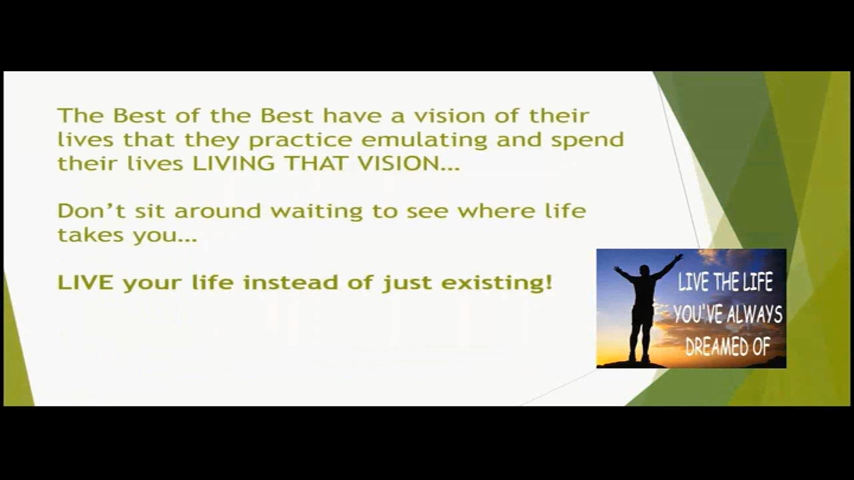 The Best of the Best have a vision of their
lives that they practice emulating and spend
their lives LIVING THAT VISION...
Don't sit around waiting to see where life
takes you...
LIVE your life instead of just existing!
LIVE THE LIFE
YOU'VE ALWAYS
DREAMED OF